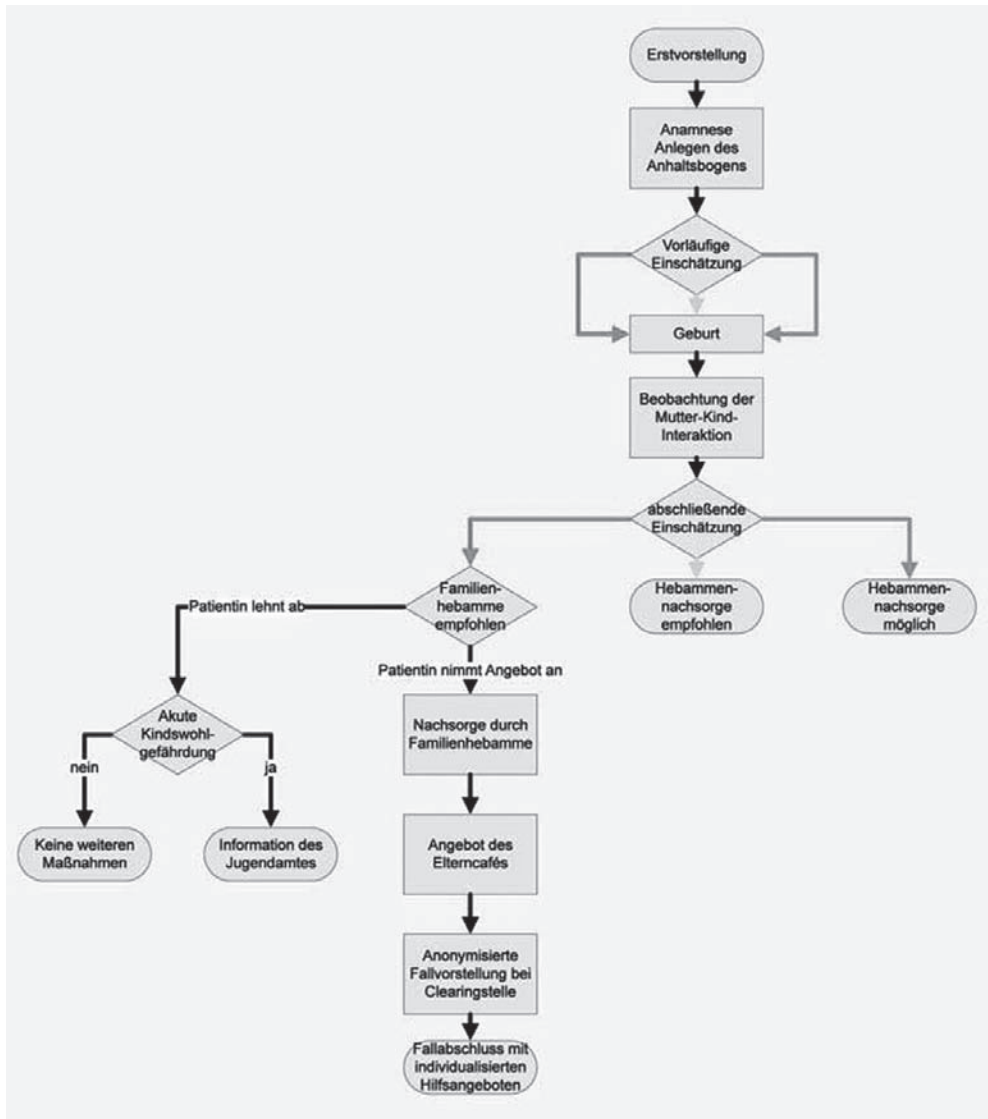 Erstvorstellung
Anamnese
Anlegen des
Anhaltsbogens
Vorläufige
Einschätzung
Geburt
Beobachtung der
Mutter-Kind-
Interaktion
abschließende
Einschätzung
Familien-
hebamme
empfohlen
Hebammen-
nachsorge
empfohlen
Hebammen-
nachsorge
möglich
Patientin lehnt ab
Patientin nimmt Angebot an
Akute
Kindswohl-
gefährdung
nein
ja
Keine weiteren
Maßnahmen
Information des
Jugendamtes
Nachsorge durch
Familienhebamme
Angebot des
Elterncafés
Anonymisierte
Fallvorstellung bei
Clearingstelle
Fallabschluss mit
individualisierten
Hilfsangeboten